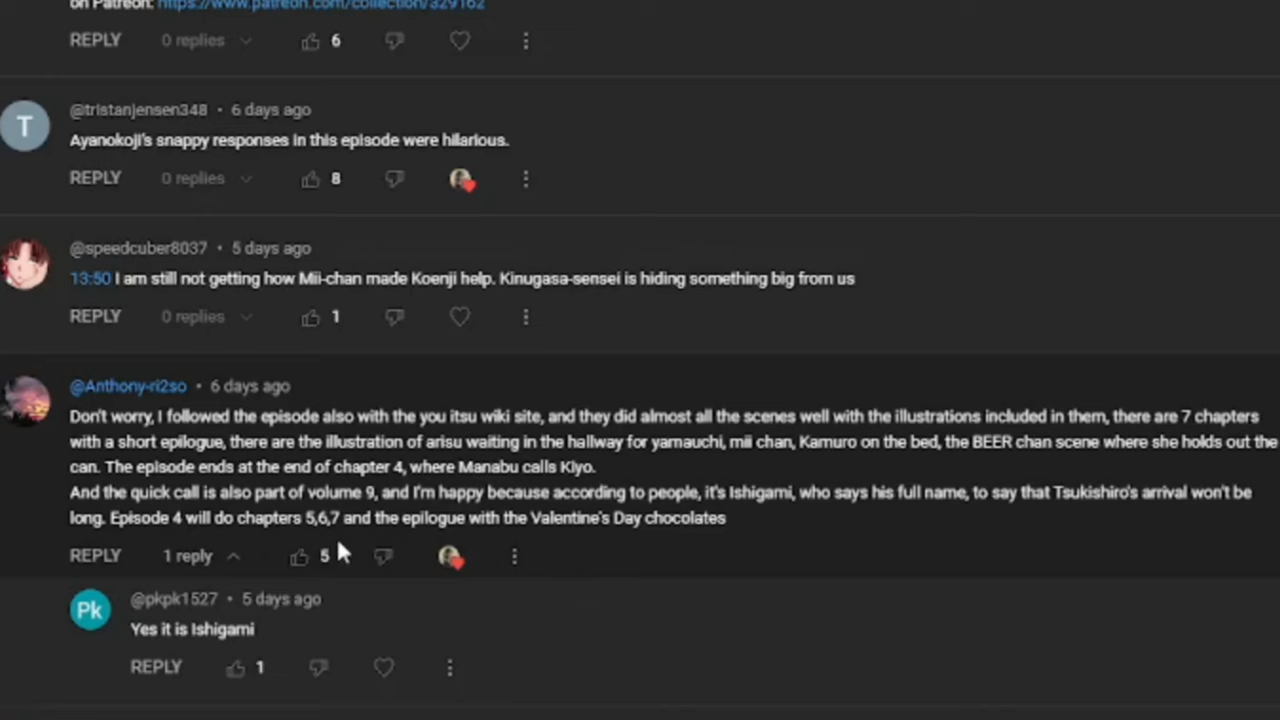 on Patreon: https://www.patreon.com/collection/329162
REPLY 0 replies 6
T
@tristanjensen348 • 6 days ago
Ayanokoji's snappy responses in this episode were hilarious.
REPLY 0 replies 8
@speedcuber8037 • 5 days ago
13:50 I am still not getting how Mii-chan made Koenji help. Kinugasa-sensei is hiding something big from us
REPLY 0 replies 1
@Anthony-ri2so • 6 days ago
Don't worry, I followed the episode also with the you itsu wiki site, and they did almost all the scenes well with the illustrations included in them, there are 7 chapters
with a short epilogue, there are the illustration of arisu waiting in the hallway for yamauchi, mii chan, Kamuro on the bed, the BEER chan scene where she holds out the
can. The episode ends at the end of chapter 4, where Manabu calls Kiyo.
And the quick call is also part of volume 9, and I'm happy because according to people, it's Ishigami, who says his full name, to say that Tsukishiro's arrival won't be
long. Episode 4 will do chapters 5,6,7 and the epilogue with the Valentine's Day chocolates
REPLY 1 reply 5
Pk
@pkpk1527 • 5 days ago
Yes it is Ishigami
REPLY 1